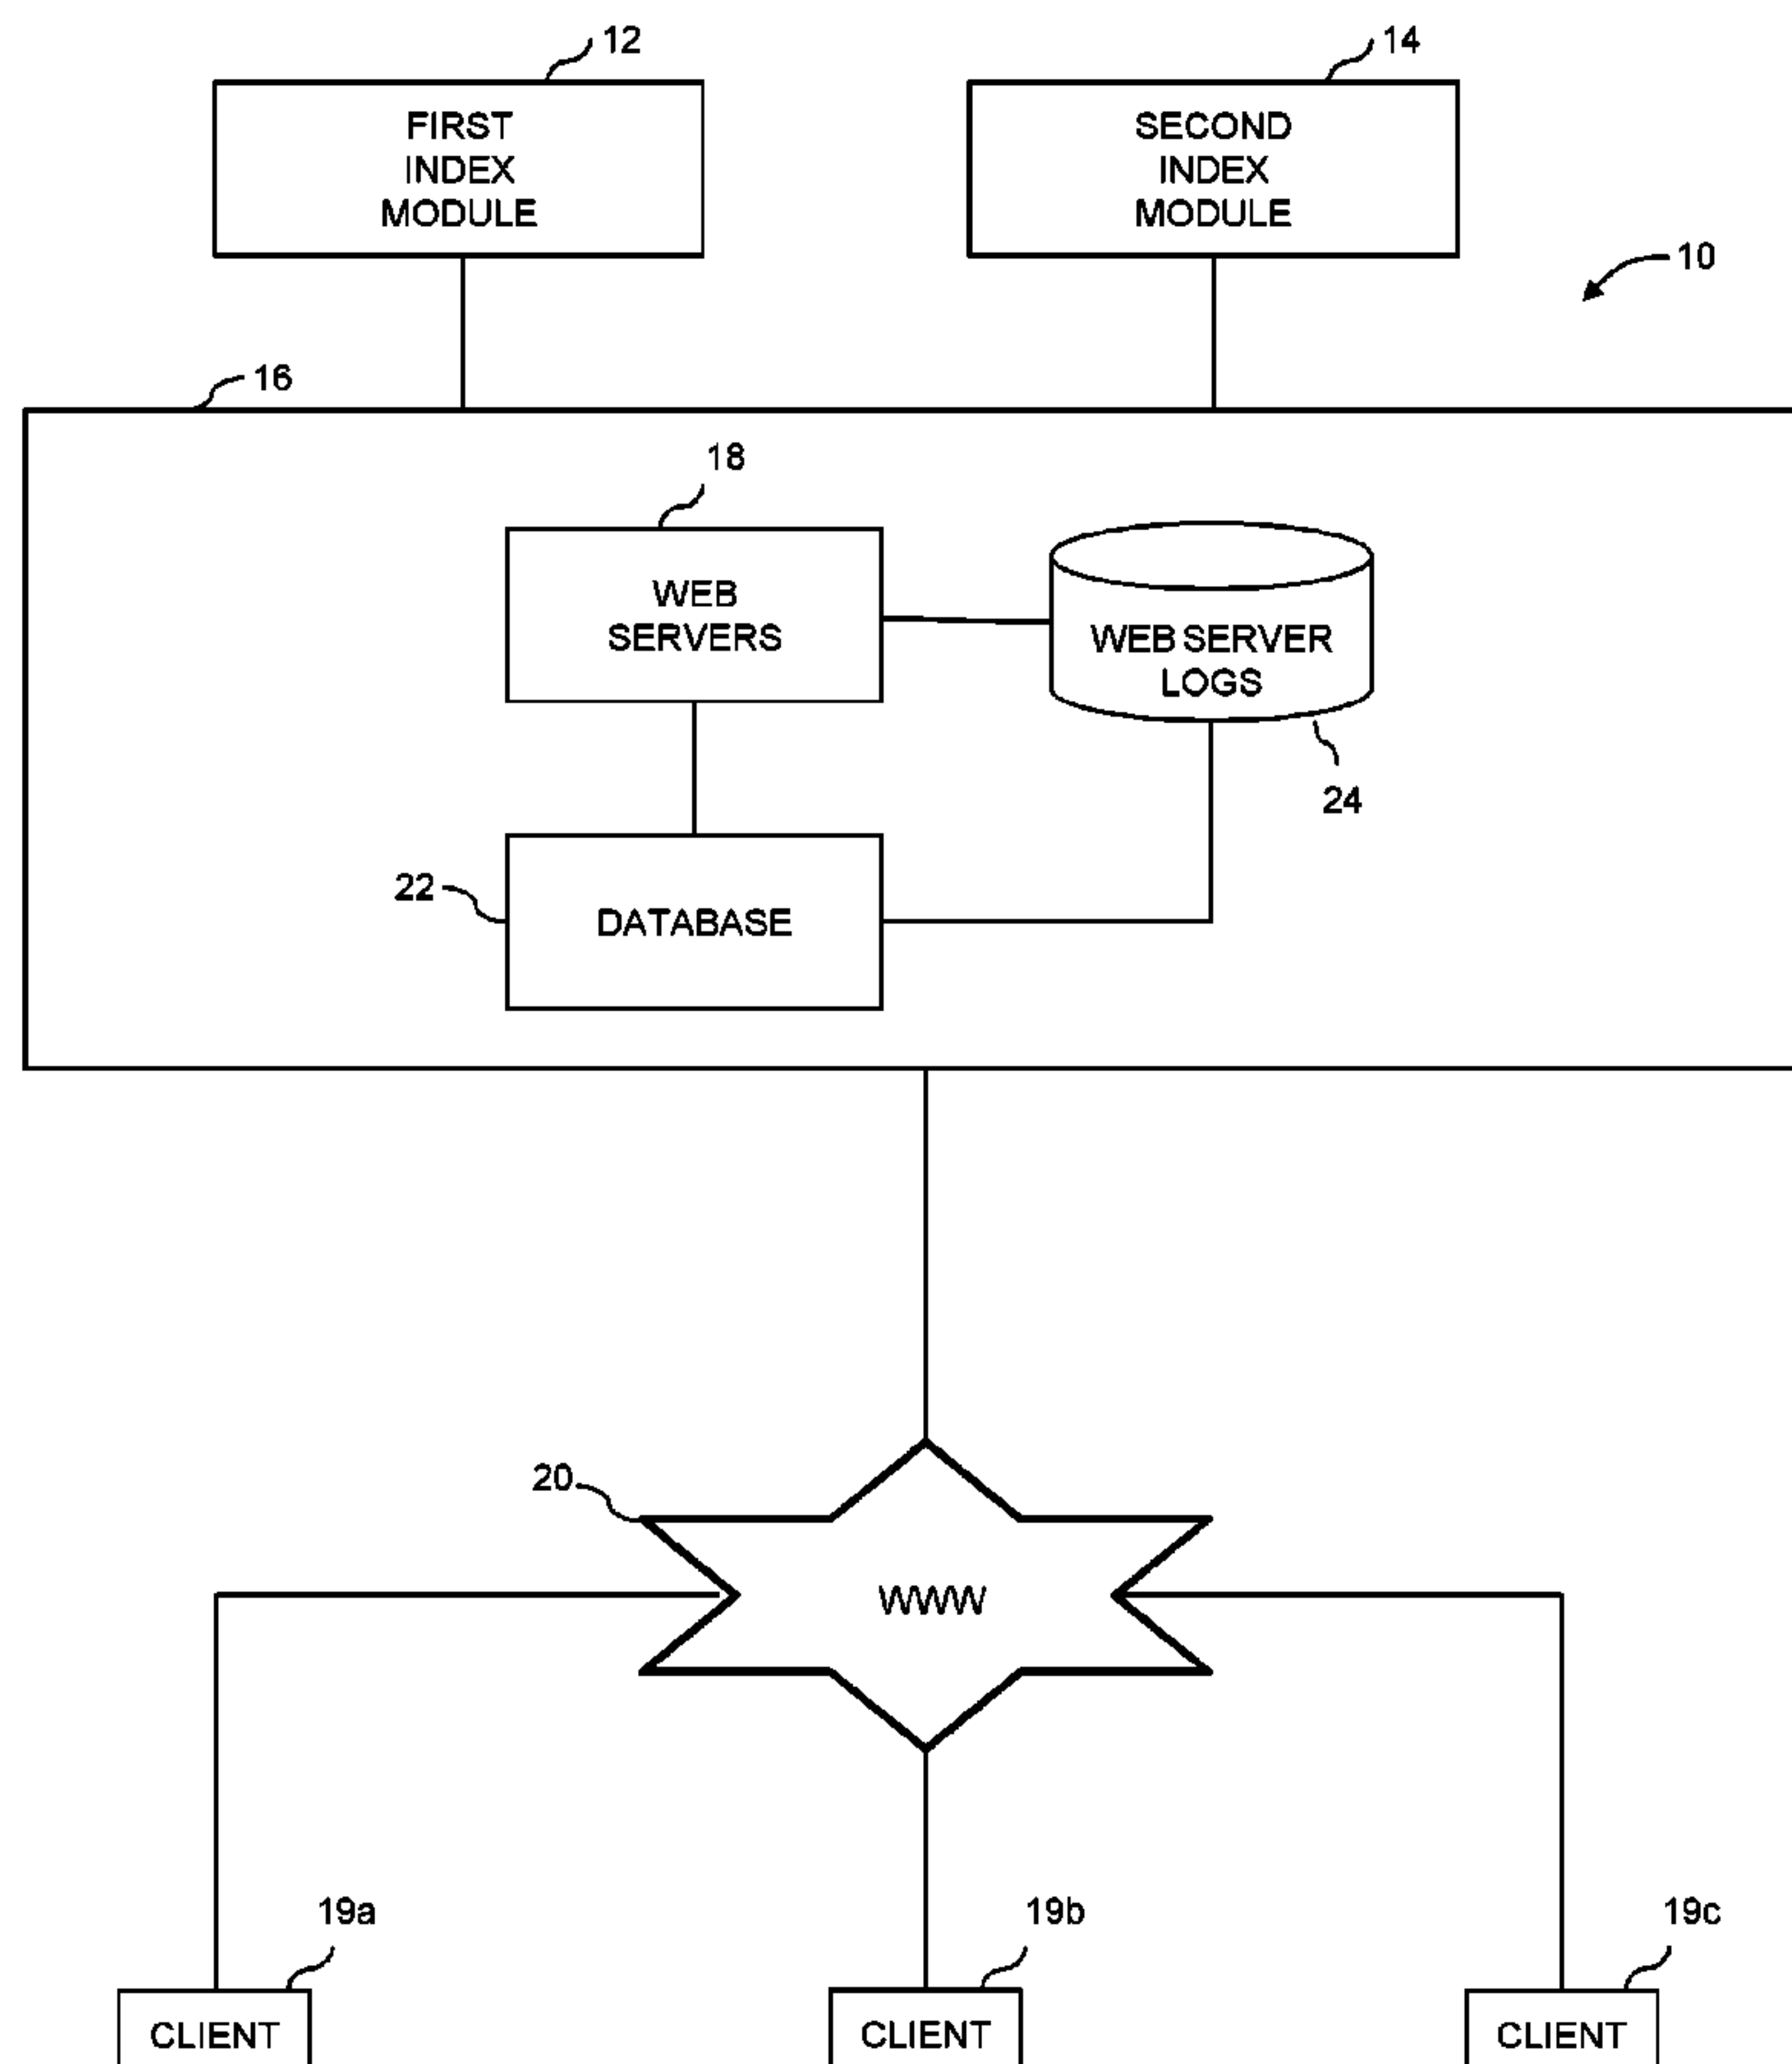 12
14
FIRST
INDEX
MODULE
SECOND
INDEX
MODULE
10
16
18
WEB
SERVERS
WEB SERVER
LOGS
24
22
DATABASE
20
WWW
19a
19b
19c
CLIENT
CLIENT
CLIENT